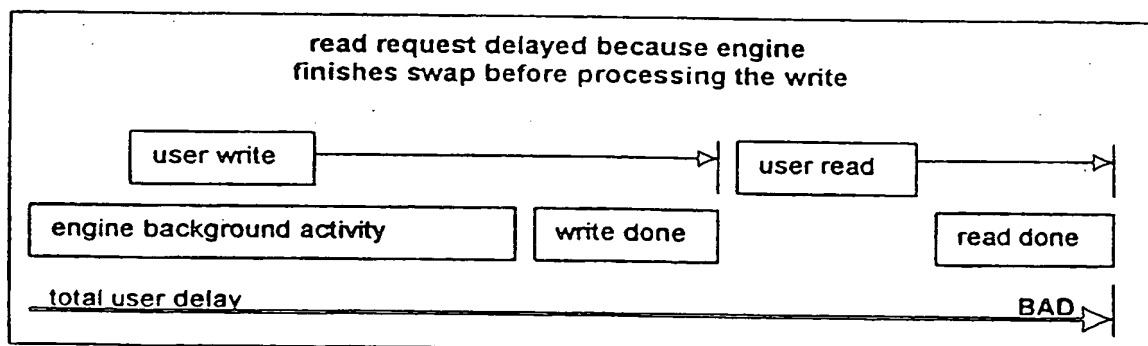 read request delayed because engine
finishes swap before processing the write
user write
user read
engine background activity
write done
read done
total user delay
BAD